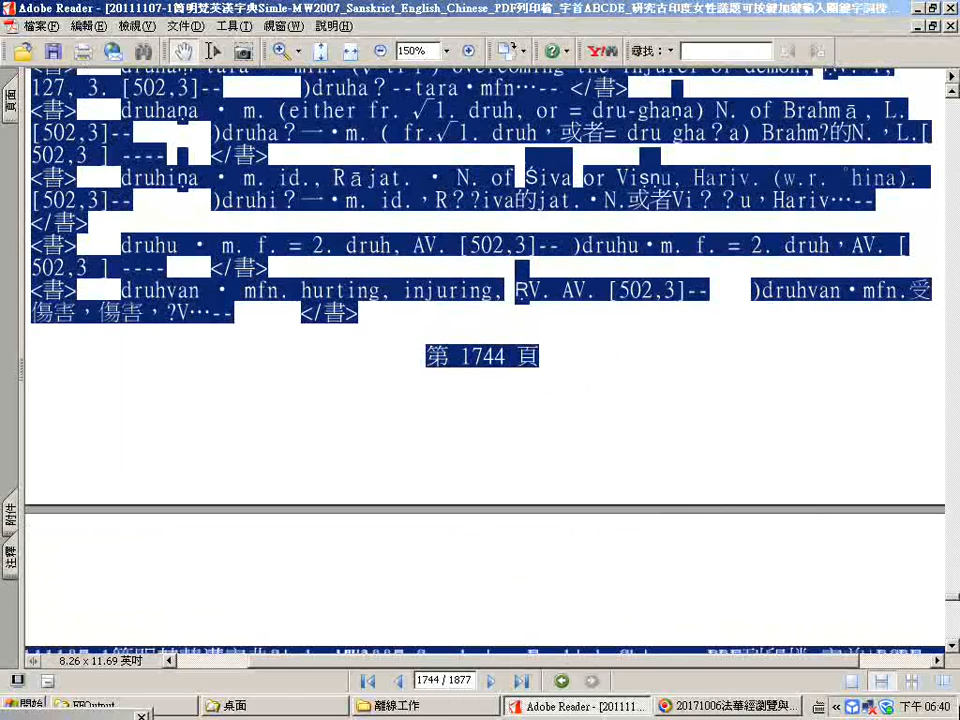 Adobe Reader - [20111107-1簡明梵英漢字典Simle-MW2007_Sanskrict_English_Chinese_PDF列印檔_字首ABCDE_研究古印度女性議題可按鍵加鍵輸入關鍵字詞搜
檔案(F) 編輯(E) 檢視(V) 文件(D) 工具(T) 視窗(W) 說明(H)
150% 尋找：
頁面
127, 3. [502,3]-- )druha？--tara‧mfn…-- </書>
<書> druhaṇa ‧ m. (either fr. √1. druh, or = dru-ghaṇa) N. of Brahmā, L.
[502,3]-- )druha？一‧m. ( fr.√1. druh，或者= dru gha？a) Brahm?的N.，L.[
502,3 ] ---- </書>
<書> druhiṇa ‧ m. id., Rājat. ‧ N. of Śiva or Viṣṇu, Hariv. (w.r. °hina).
[502,3]-- )druhi？一‧m. id.，R？?iva的jat.‧N.或者Vi？？u，Hariv…--
</書>
<書> druhu ‧ m. f. = 2. druh, AV. [502,3]-- )druhu‧m. f. = 2. druh，AV. [
502,3 ] ---- </書>
<書> druhvan ‧ mfn. hurting, injuring, ṚV. AV. [502,3]-- )druhvan‧mfn.受
傷害，傷害，?V…-- </書>
第 1744 頁
附件
注釋
8.26 x 11.69 英吋
1744 / 1877
開始 EEOutput 桌面 離線工作 Adobe Reader - [201111... 20171006法華經瀏覽與... 下午 06:40